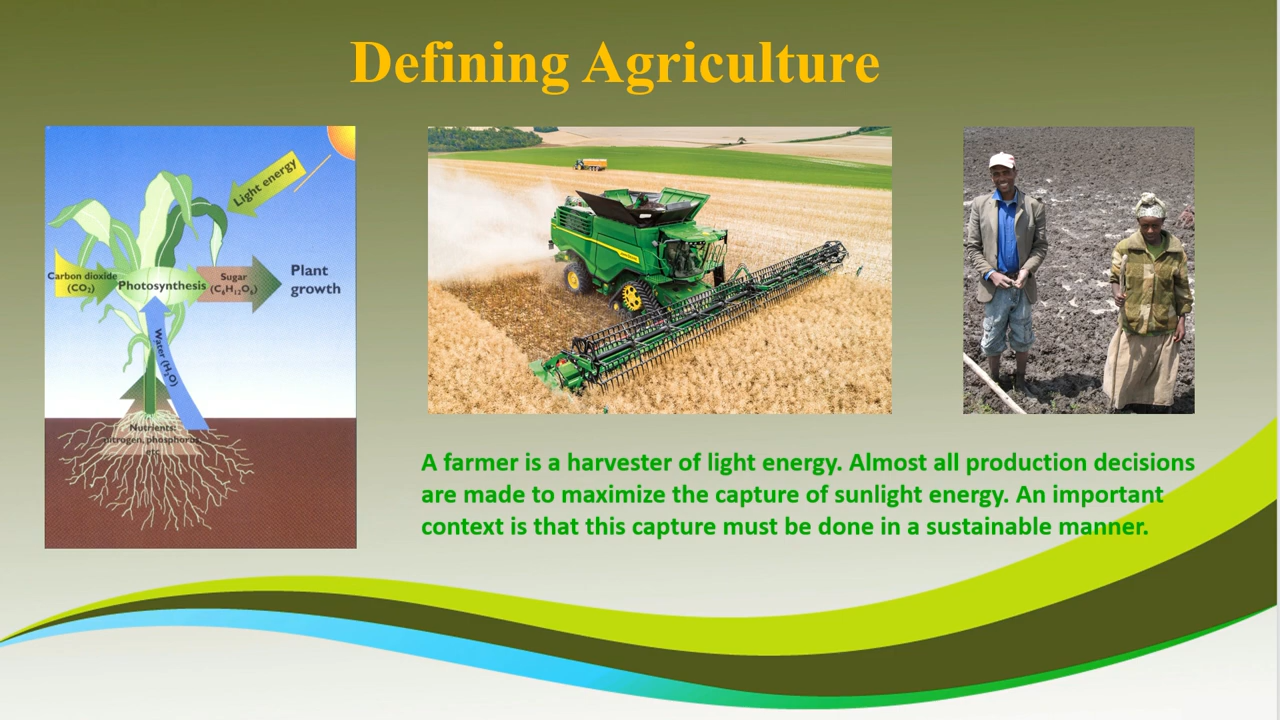 Defining Agriculture
Light energy
Carbon dioxide
(CO₂)
Photosynthesis
Sugar
(C₆H₁₂O₆)
Plant
growth
Water (H₂O)
Nutrients:
nitrogen, phosphorus,
etc.
A farmer is a harvester of light energy. Almost all production decisions
are made to maximize the capture of sunlight energy. An important
context is that this capture must be done in a sustainable manner.